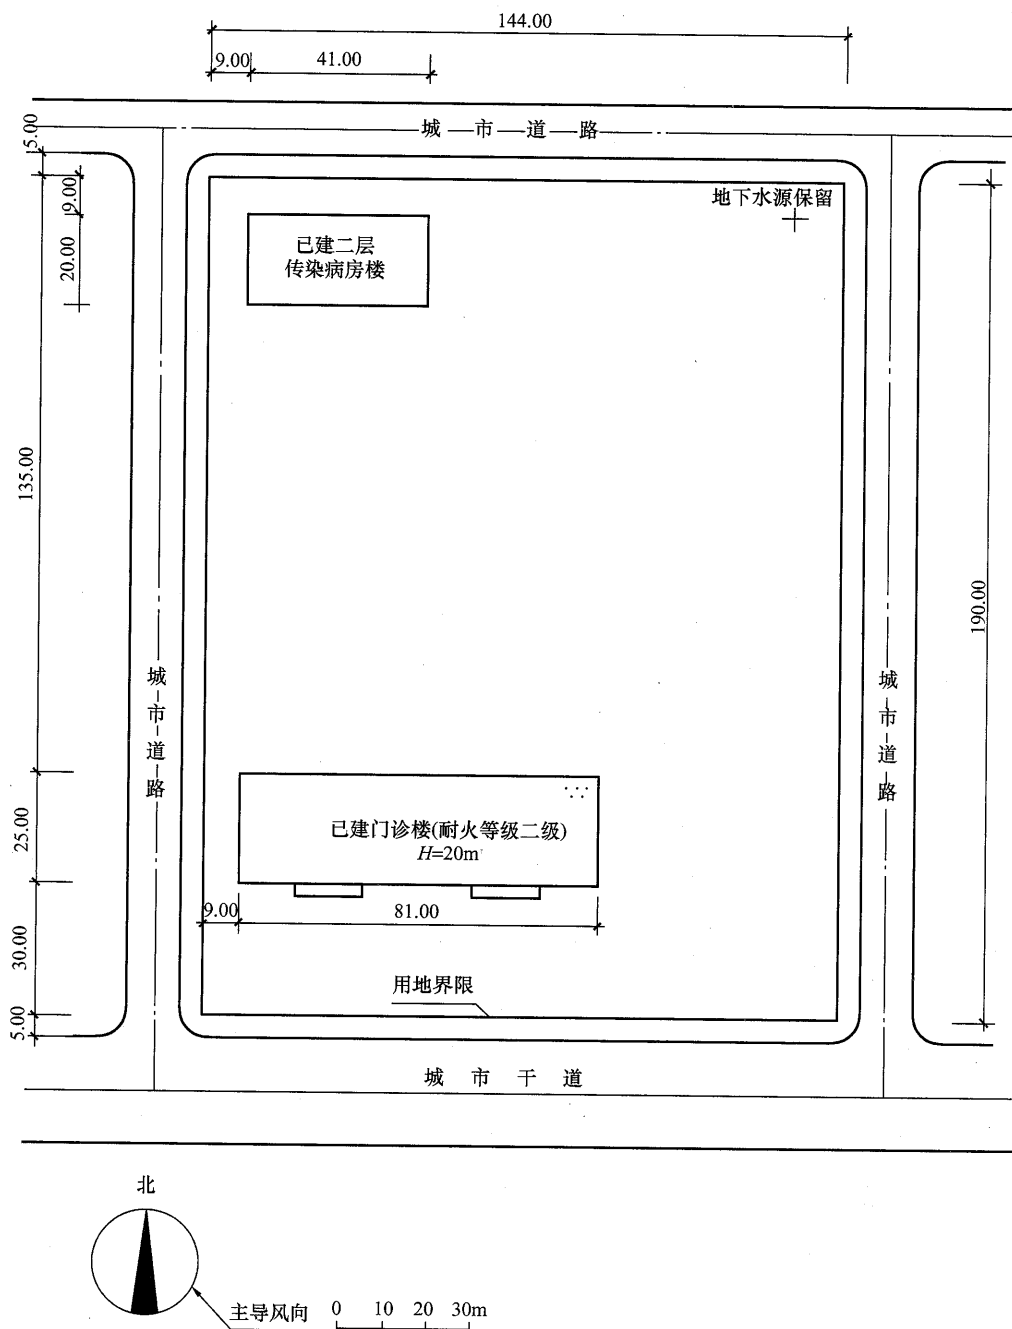 144.00
9.00
41.00
5.00
城市道路
9.00
地下水源保留
20.00
已建二层
传染病房楼
135.00
190.00
城市道路
城市道路
25.00
已建门诊楼(耐火等级二级)
H=20m
9.00
81.00
30.00
用地界限
5.00
城市干道
北
主导风向
0 10 20 30m